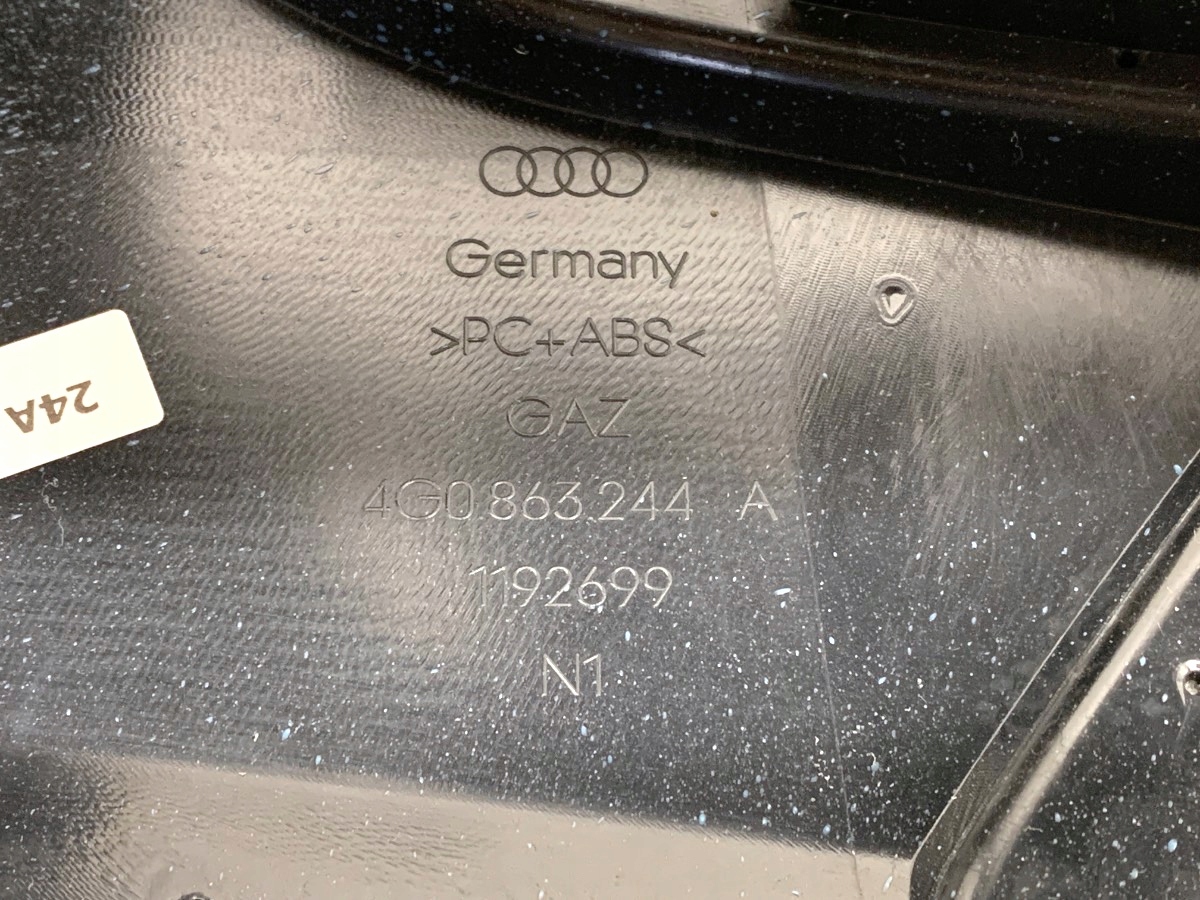 Germany
>PC+ABS<
GAZ
4G0 863 244 A
1192699
N1
24A